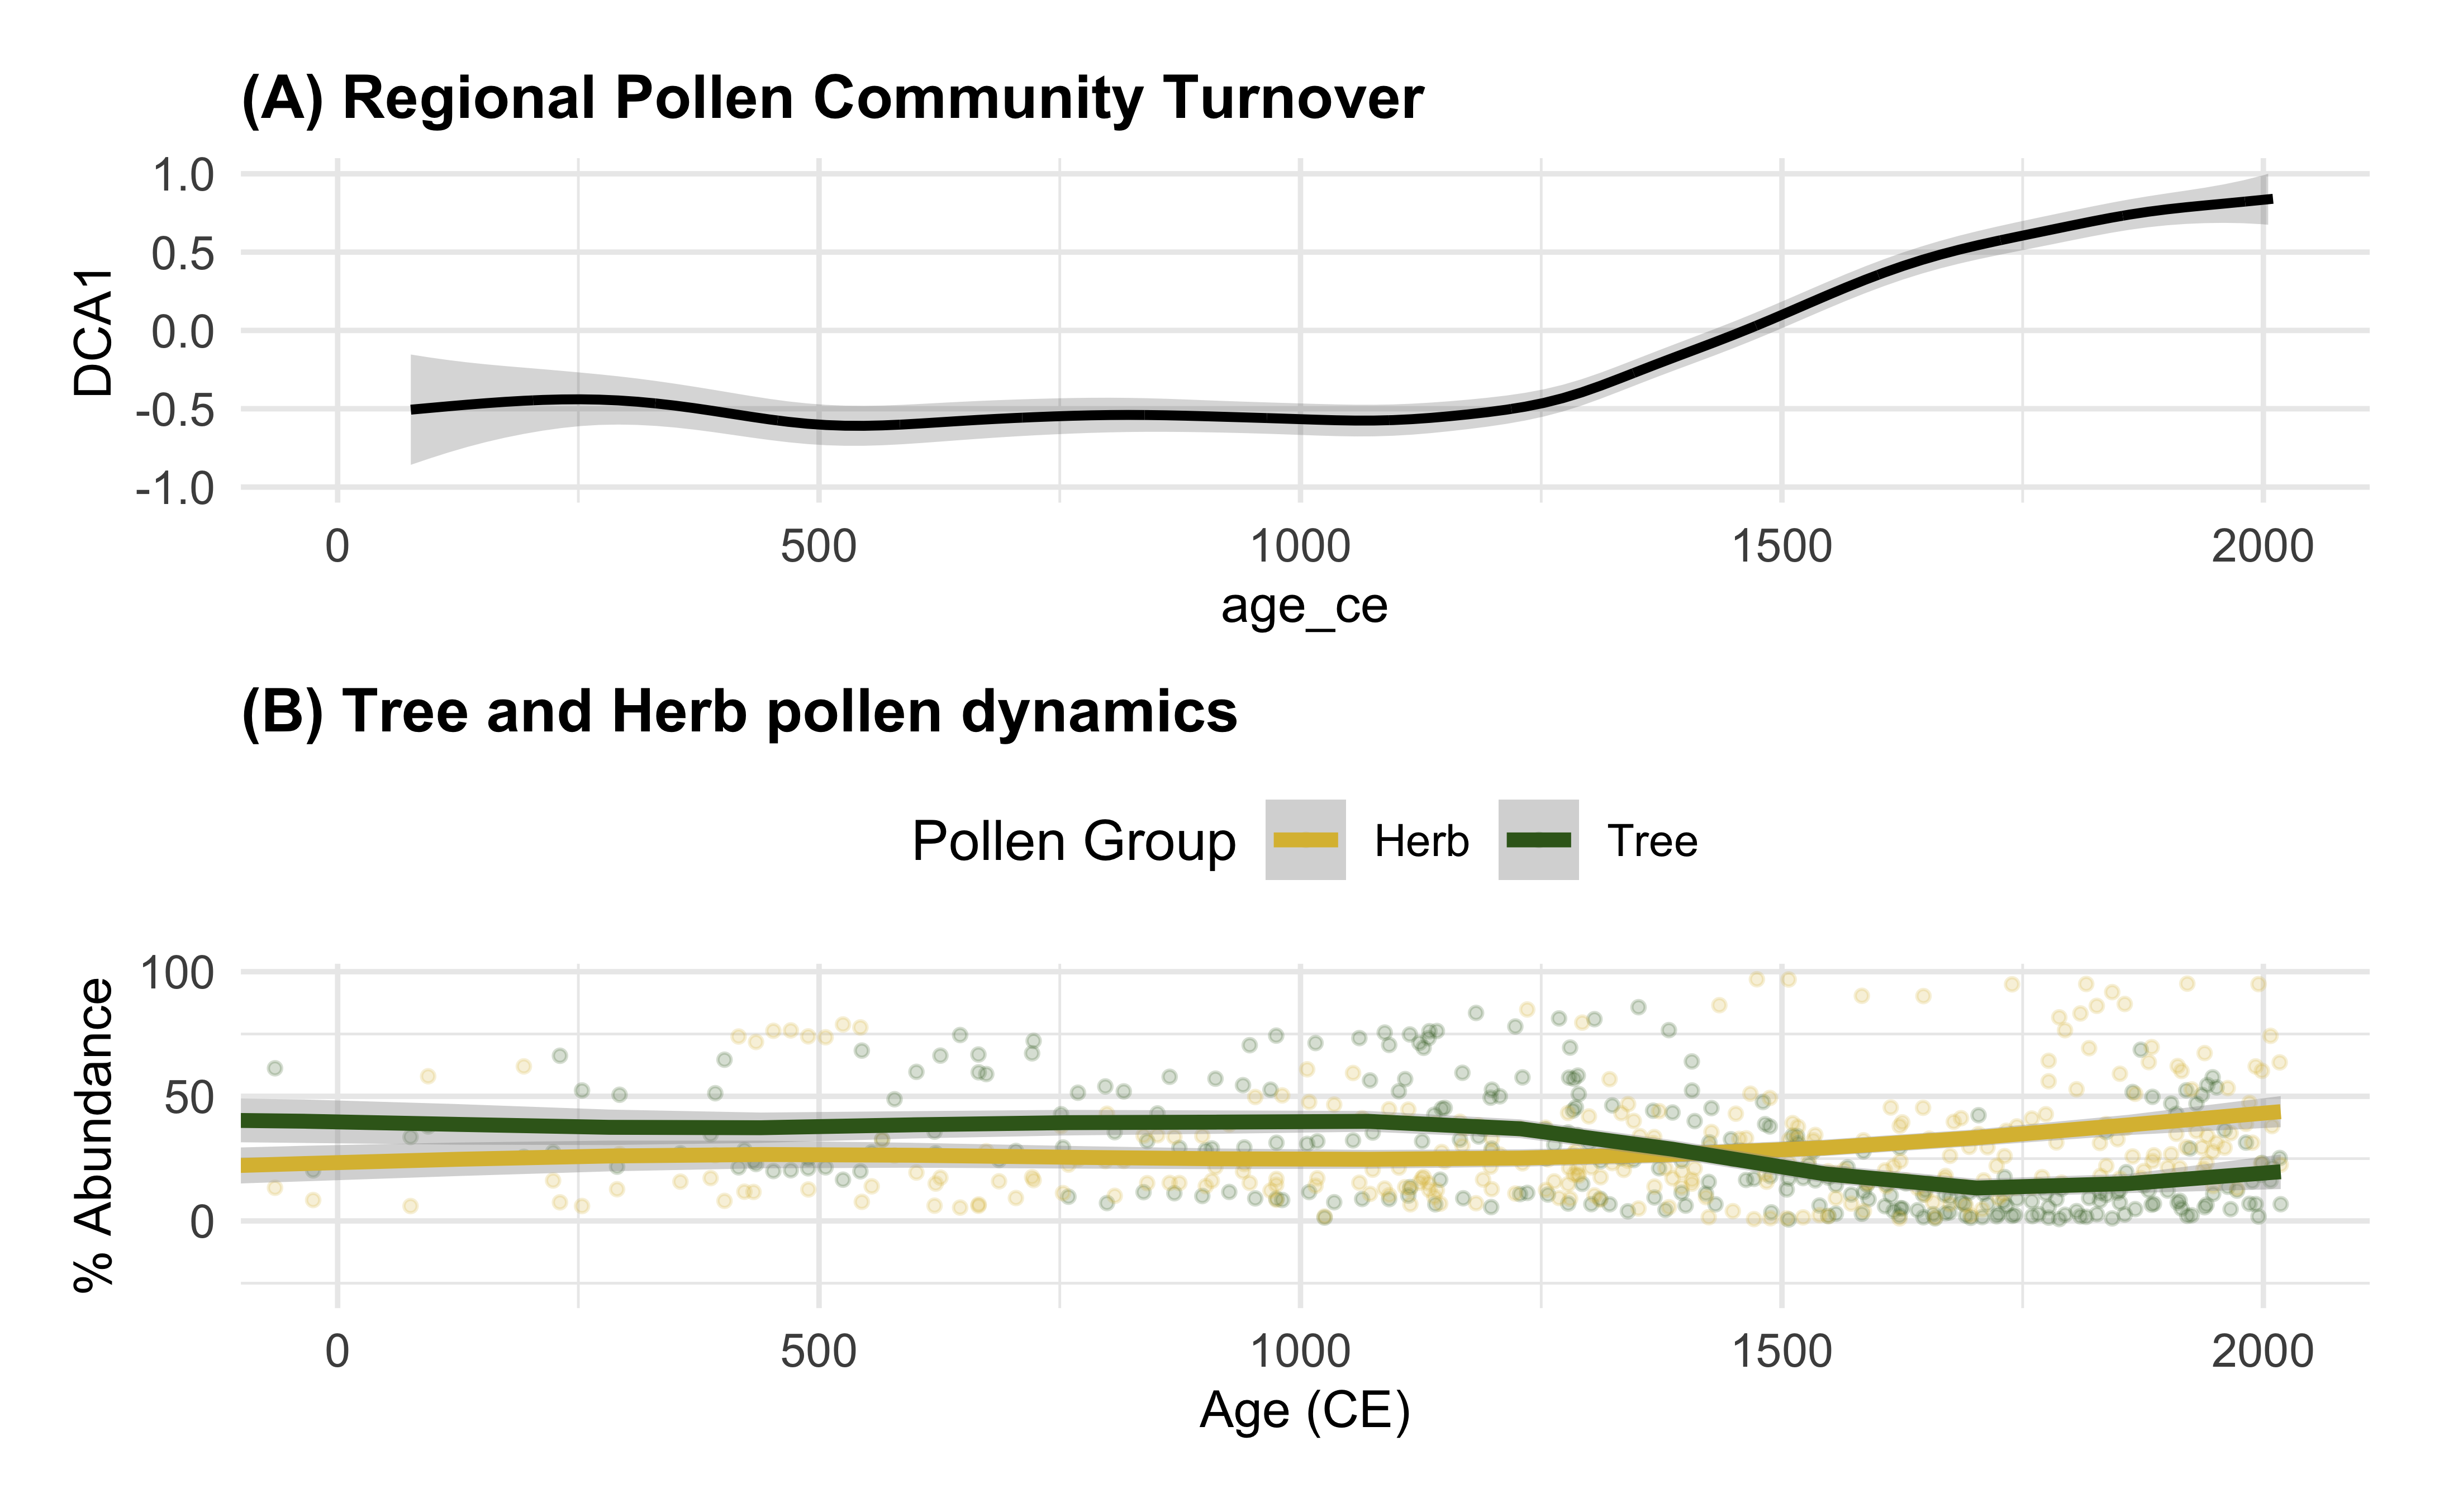 (A) Regional Pollen Community Turnover
1.0
0.5
0.0
-0.5
-1.0
DCA1
0 500 1000 1500 2000
age_ce
(B) Tree and Herb pollen dynamics
Pollen Group Herb Tree
100
50
0
% Abundance
0 500 1000 1500 2000
Age (CE)